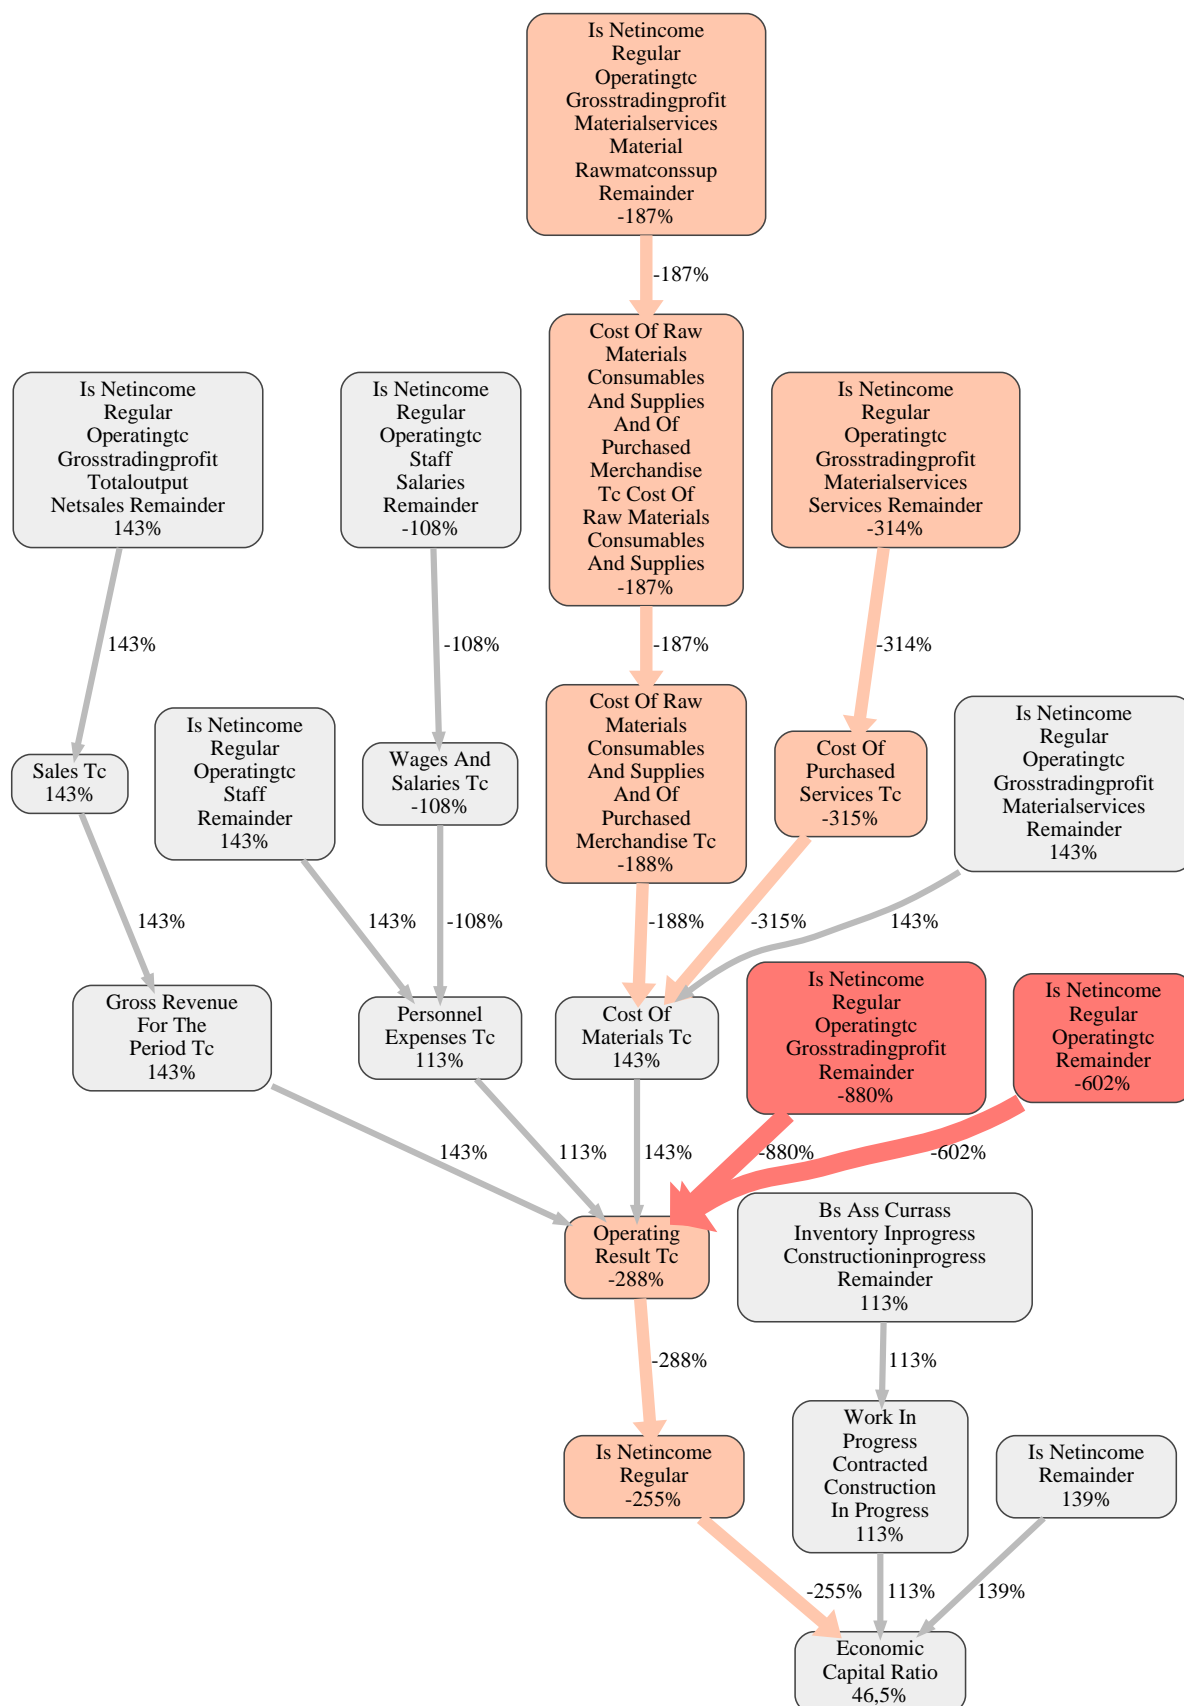 Is Netincome
Regular
Operatingtc
Grosstradingprofit
Materialservices
Material
Rawmatconssup
Remainder
-187%
-187%
Is Netincome
Regular
Operatingtc
Grosstradingprofit
Totaloutput
Netsales Remainder
143%
Is Netincome
Regular
Operatingtc
Staff
Salaries
Remainder
-108%
Cost Of Raw
Materials
Consumables
And Supplies
And Of
Purchased
Merchandise
Tc Cost Of
Raw Materials
Consumables
And Supplies
-187%
Is Netincome
Regular
Operatingtc
Grosstradingprofit
Materialservices
Services Remainder
-314%
143%
-108%
-187%
-314%
Sales Tc
143%
Is Netincome
Regular
Operatingtc
Staff
Remainder
143%
Wages And
Salaries Tc
-108%
Cost Of Raw
Materials
Consumables
And Supplies
And Of
Purchased
Merchandise Tc
-188%
Cost Of
Purchased
Services Tc
-315%
Is Netincome
Regular
Operatingtc
Grosstradingprofit
Materialservices
Remainder
143%
143%
143%
-108%
-188%
-315%
143%
Gross Revenue
For The
Period Tc
143%
Personnel
Expenses Tc
113%
Cost Of
Materials Tc
143%
Is Netincome
Regular
Operatingtc
Grosstradingprofit
Remainder
-880%
Is Netincome
Regular
Operatingtc
Remainder
-602%
143%
113%
143%
-880%
-602%
Operating
Result Tc
-288%
Bs Ass Currass
Inventory Inprogress
Constructioninprogress
Remainder
113%
-288%
113%
Is Netincome
Regular
-255%
Work In
Progress
Contracted
Construction
In Progress
113%
Is Netincome
Remainder
139%
-255%
113%
139%
Economic
Capital Ratio
46,5%